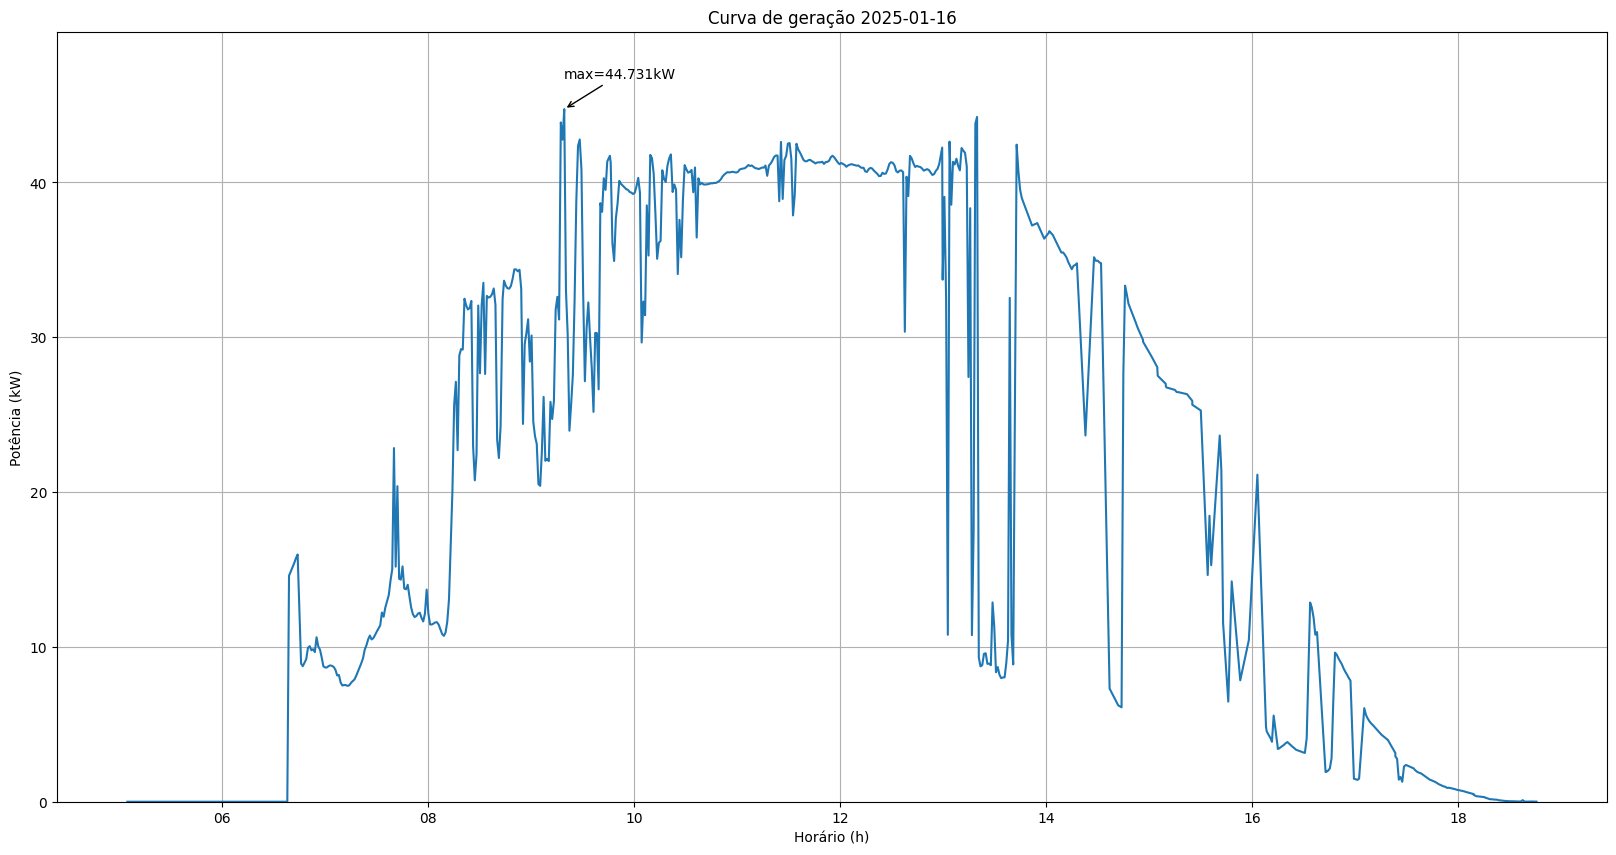 Curva de geração 2025-01-16
max=44.731kW
Potência (kW)
40
30
20
10
0
06 08 10 12 14 16 18
Horário (h)